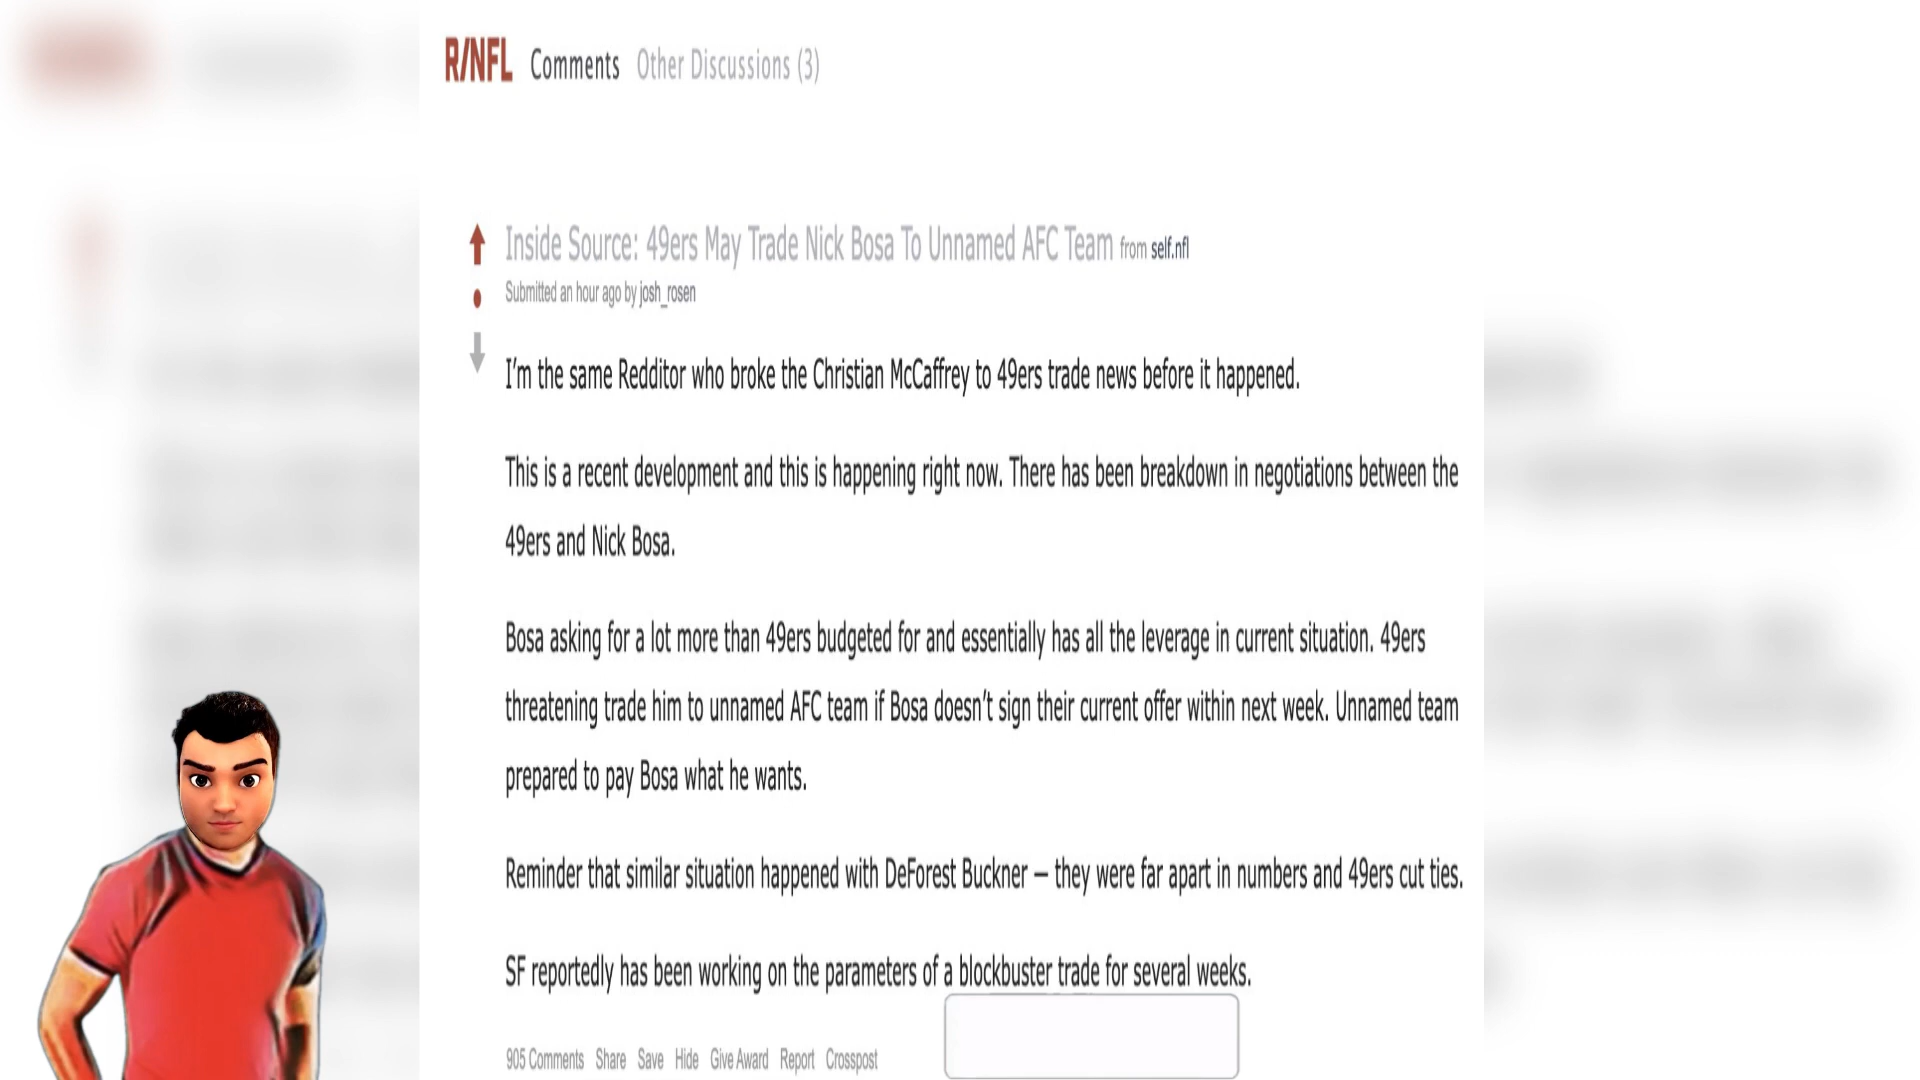 R/NFL Comments Other Discussions (3)
Inside Source: 49ers May Trade Nick Bosa To Unnamed AFC Team from self.nfl
Submitted an hour ago by josh_rosen
I'm the same Redditor who broke the Christian McCaffrey to 49ers trade news before it happened.
This is a recent development and this is happening right now. There has been breakdown in negotiations between the
49ers and Nick Bosa.
Bosa asking for a lot more than 49ers budgeted for and essentially has all the leverage in current situation. 49ers
threatening trade him to unnamed AFC team if Bosa doesn't sign their current offer within next week. Unnamed team
prepared to pay Bosa what he wants.
Reminder that similar situation happened with DeForest Buckner – they were far apart in numbers and 49ers cut ties.
SF reportedly has been working on the parameters of a blockbuster trade for several weeks.
905 Comments Share Save Hide Give Award Report Crosspost